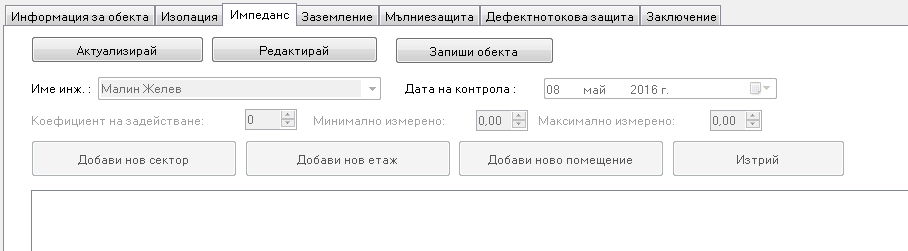 Информация за обекта Изолация Импеданс Заземление Мълниезащита Дефектнотокова защита Заключение
Актуализирай Редактирай Запиши обекта
Име инж. : Малин Желев Дата на контрола : 08 май 2016 г.
Коефициент на задействане: 0 Минимално измерено: 0,00 Максимално измерено: 0,00
Добави нов сектор Добави нов етаж Добави ново помещение Изтрий